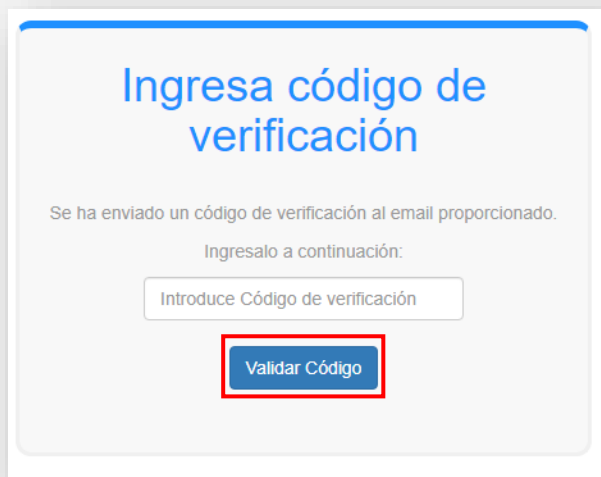 Ingresa código de
verificación
Se ha enviado un código de verificación al email proporcionado.
Ingresalo a continuación:
Introduce Código de verificación
Validar Código